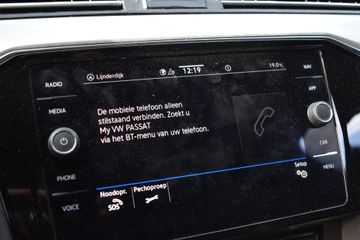 RADIO
MEDIA
PHONE
VOICE
Lijnderdijk
12:19
19.0°C
De mobiele telefoon alleen
stilstaand verbinden. Zoekt u
My VW PASSAT
via het BT-menu van uw telefoon.
Noodopr.
SOS
Pechoproep
Setup
NAV
APP
CAR
MENU